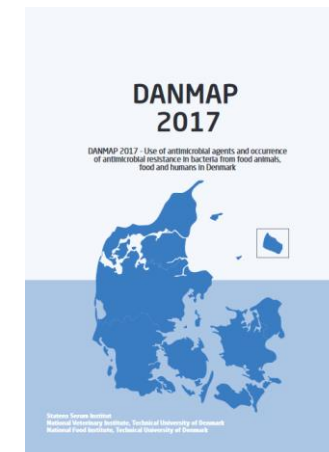 DANMAP
2017
DANMAP 2017 - Use of antimicrobial agents and occurrence
of antimicrobial resistance in bacteria from food animals,
food and humans in Denmark
Statens Serum Institut
National Veterinary Institute, Technical University of Denmark
National Food Institute, Technical University of Denmark